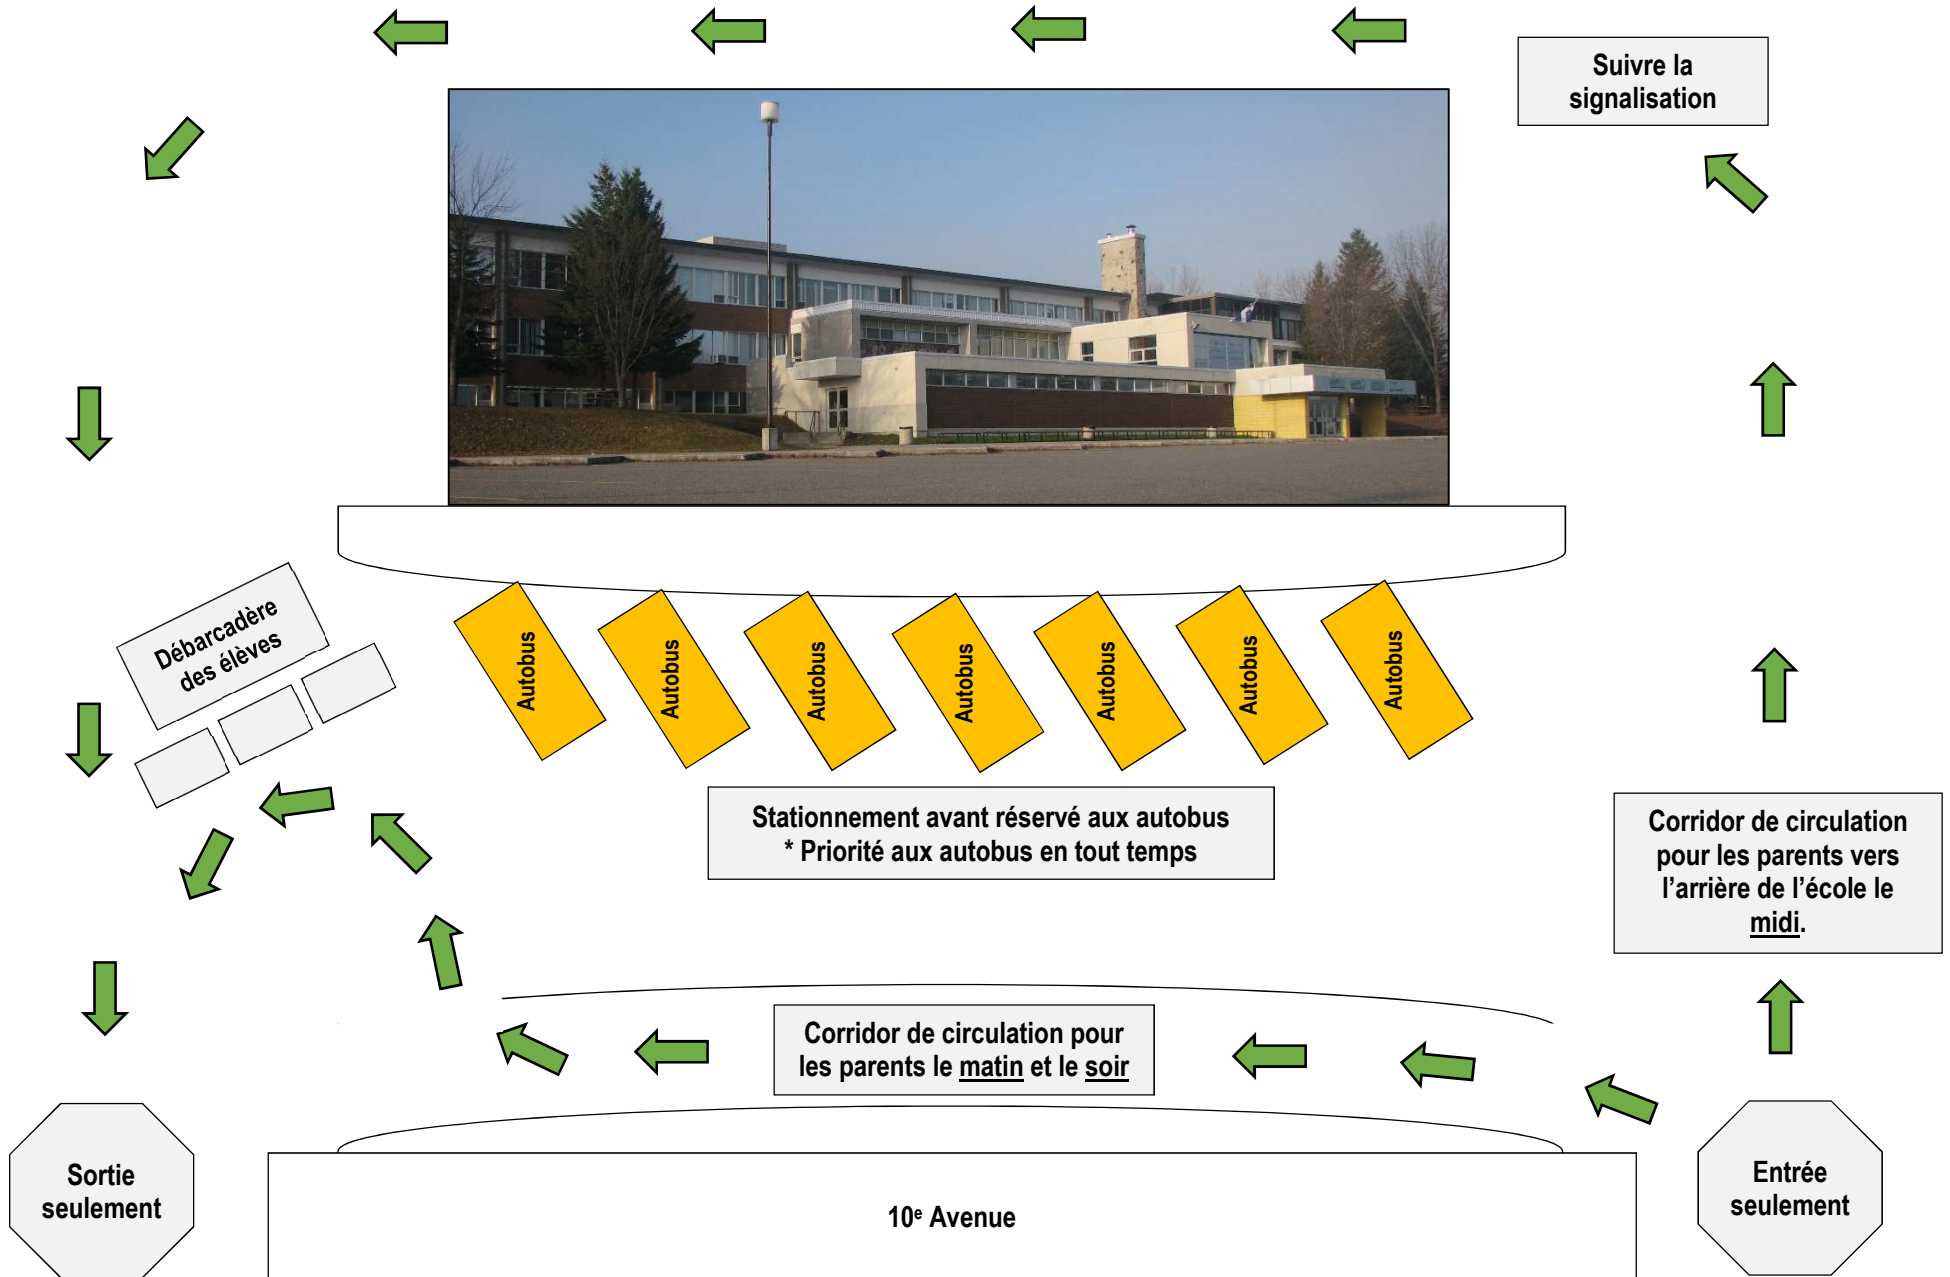 Suivre la
signalisation
Débarcadère
des élèves
Autobus
Autobus
Autobus
Autobus
Autobus
Autobus
Autobus
Stationnement avant réservé aux autobus
* Priorité aux autobus en tout temps
Corridor de circulation
pour les parents vers
l’arrière de l’école le
midi.
Corridor de circulation pour
les parents le matin et le soir
Sortie
seulement
10e Avenue
Entrée
seulement